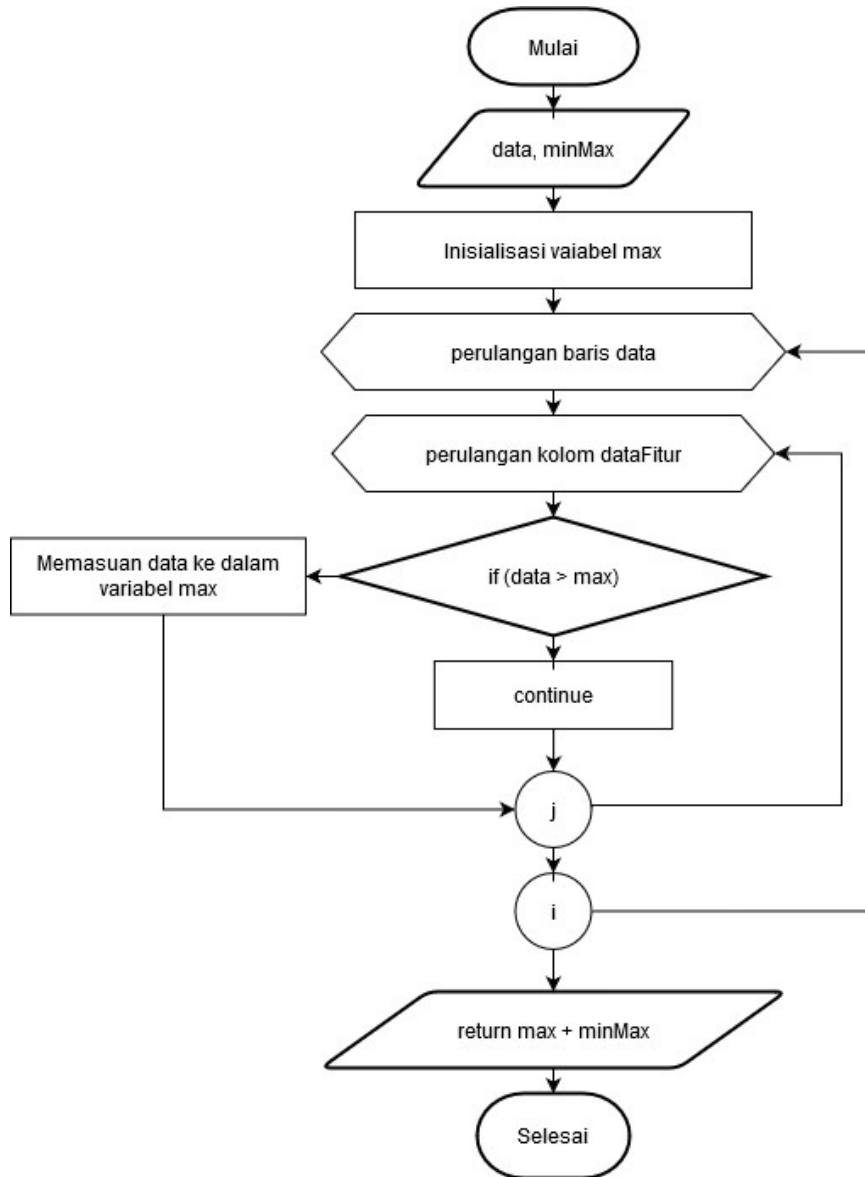 Mulai
data, minMax
Inisialisasi vaiabel max
perulangan baris data
perulangan kolom dataFitur
Memasuan data ke dalam
variabel max
if (data > max)
continue
j
i
return max + minMax
Selesai